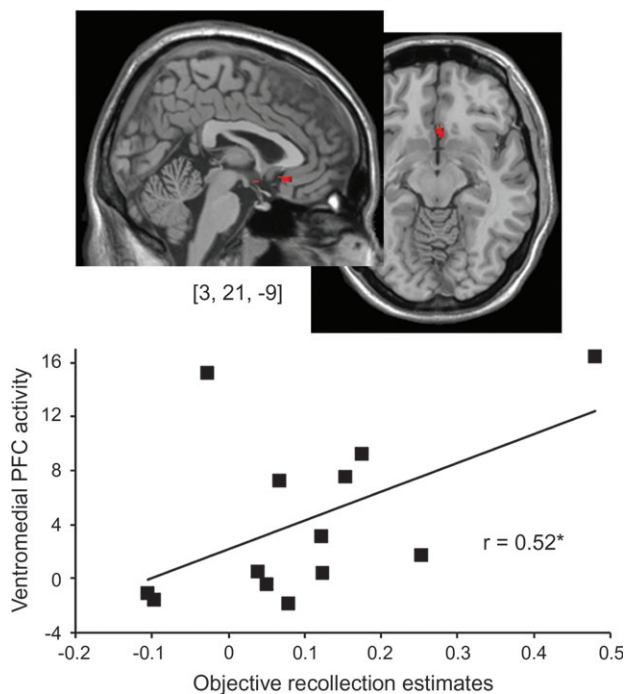 [3, 21, -9]
Ventromedial PFC activity
16
12
8
4
0
-4
r = 0.52*
-0.2 -0.1 0 0.1 0.2 0.3 0.4 0.5
Objective recollection estimates